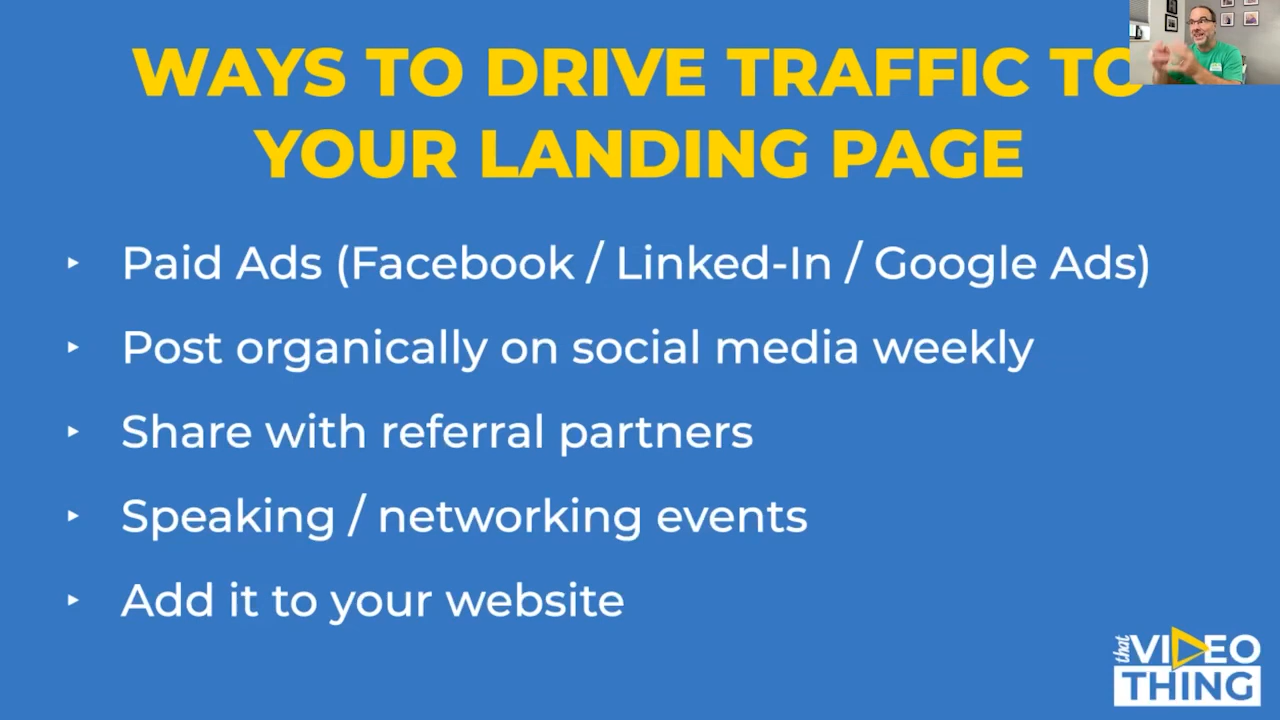 WAYS TO DRIVE TRAFFIC TO
YOUR LANDING PAGE
‣ Paid Ads (Facebook / Linked-In / Google Ads)
‣ Post organically on social media weekly
‣ Share with referral partners
‣ Speaking / networking events
‣ Add it to your website
that VIDEO
THING